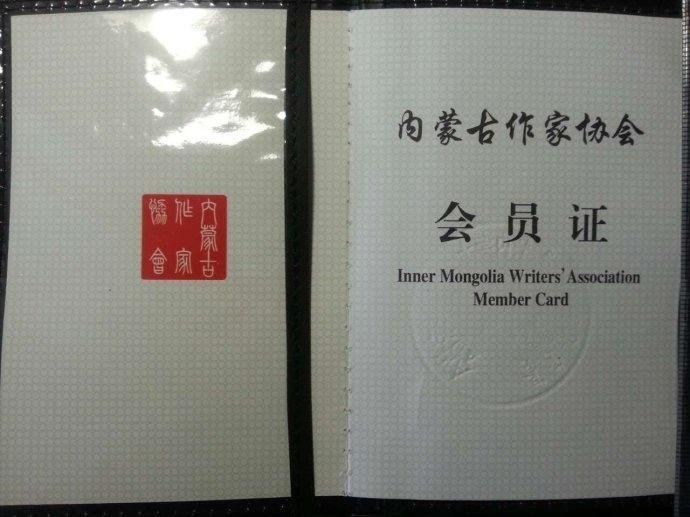 内蒙古
作家
協會
内蒙古作家协会
会员证
Inner Mongolia Writers' Association
Member Card